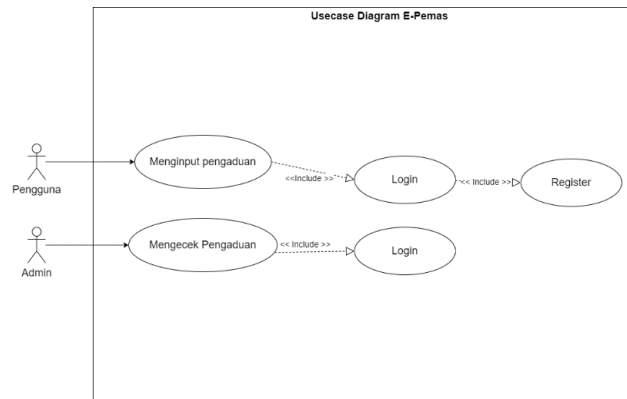 Usecase Diagram E-Pemas
Menginput pengaduan
<<Include >>
Login
<< Include >>
Register
Pengguna
Mengecek Pengaduan
<< Include >>
Login
Admin